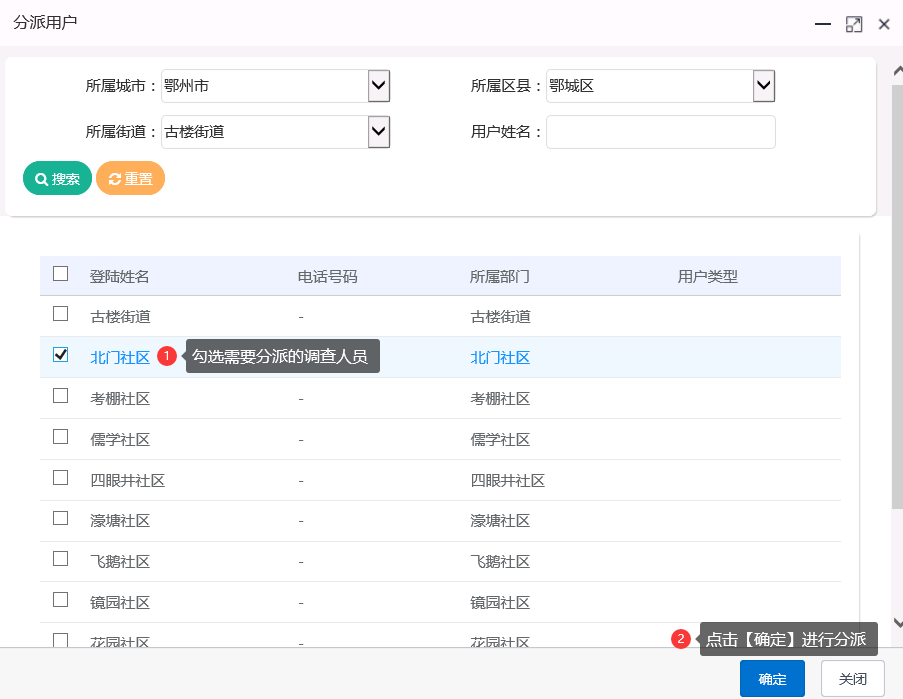 分派用户
所属城市： 鄂州市 所属区县： 鄂城区
所属街道： 古楼街道 用户姓名：
搜索 重置
登陆姓名 电话号码 所属部门 用户类型
古楼街道 - 古楼街道
北门社区 1 勾选需要分派的调查人员 北门社区
考棚社区 - 考棚社区
儒学社区 - 儒学社区
四眼井社区 - 四眼井社区
濠塘社区 - 濠塘社区
飞鹅社区 - 飞鹅社区
镜园社区 - 镜园社区
花园社区 - 花园社区
2 点击【确定】进行分派
确定 关闭